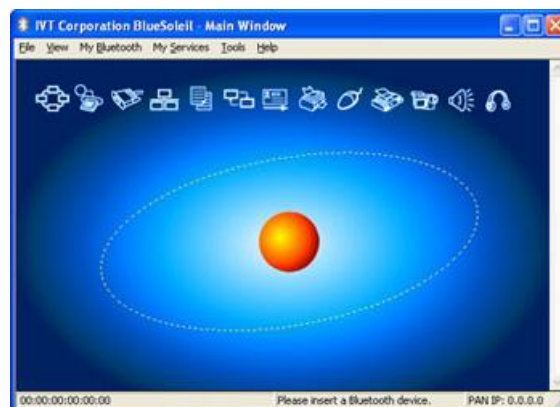 IVT Corporation BlueSoleil - Main Window
File View My Bluetooth My Services Tools Help
00:00:00:00:00:00 Please insert a Bluetooth device. PAN IP: 0.0.0.0